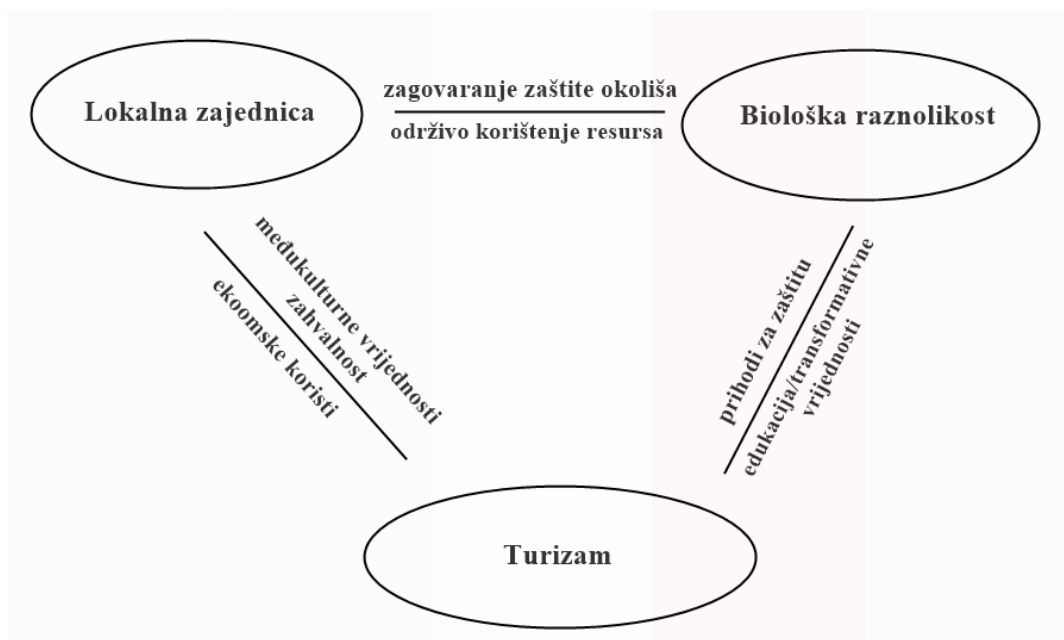 Lokalna zajednica
zagovaranje zaštite okoliša
održivo korištenje resursa
Biološka raznolikost
međukulturne vrijednosti
zahvalnost
ekoomske koristi
prihodi za zaštitu
edukacija/transformativne
vrijednosti
Turizam